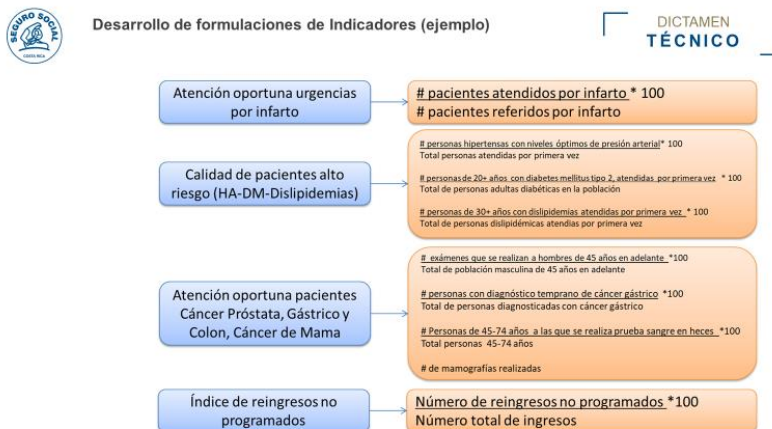 SEGURO SOCIAL
COSTA RICA
Desarrollo de formulaciones de Indicadores (ejemplo)
DICTAMEN
TÉCNICO
Atención oportuna urgencias
por infarto
# pacientes atendidos por infarto * 100
# pacientes referidos por infarto
Calidad de pacientes alto
riesgo (HA-DM-Dislipidemias)
# personas hipertensas con niveles óptimos de presión arterial* 100
Total personas atendidas por primera vez
# personas de 20+ años con diabetes mellitus tipo 2, atendidas por primera vez * 100
Total de personas adultas diabéticas en la población
# personas de 30+ años con dislipidemias atendidas por primera vez * 100
Total de personas dislipidémicas atendias por primera vez
Atención oportuna pacientes
Cáncer Próstata, Gástrico y
Colon, Cáncer de Mama
# exámenes que se realizan a hombres de 45 años en adelante *100
Total de población masculina de 45 años en adelante
# personas con diagnóstico temprano de cáncer gástrico *100
Total de personas diagnosticadas con cáncer gástrico
# Personas de 45-74 años a las que se realiza prueba sangre en heces *100
Total personas 45-74 años
# de mamografías realizadas
Índice de reingresos no
programados
Número de reingresos no programados *100
Número total de ingresos